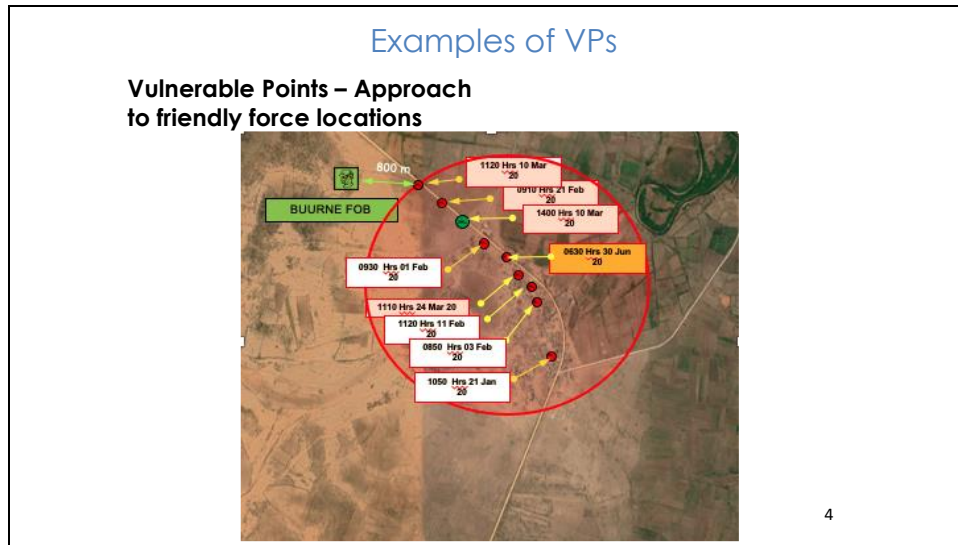 Examples of VPs
Vulnerable Points – Approach
to friendly force locations
800 m
BUURNE FOB
1120 Hrs 10 Mar
20
0910 Hrs 21 Feb
20
1400 Hrs 10 Mar
20
0630 Hrs 30 Jun
20
0930 Hrs 01 Feb
20
1110 Hrs 24 Mar 20
1120 Hrs 11 Feb
20
0850 Hrs 03 Feb
20
1050 Hrs 21 Jan
20
4